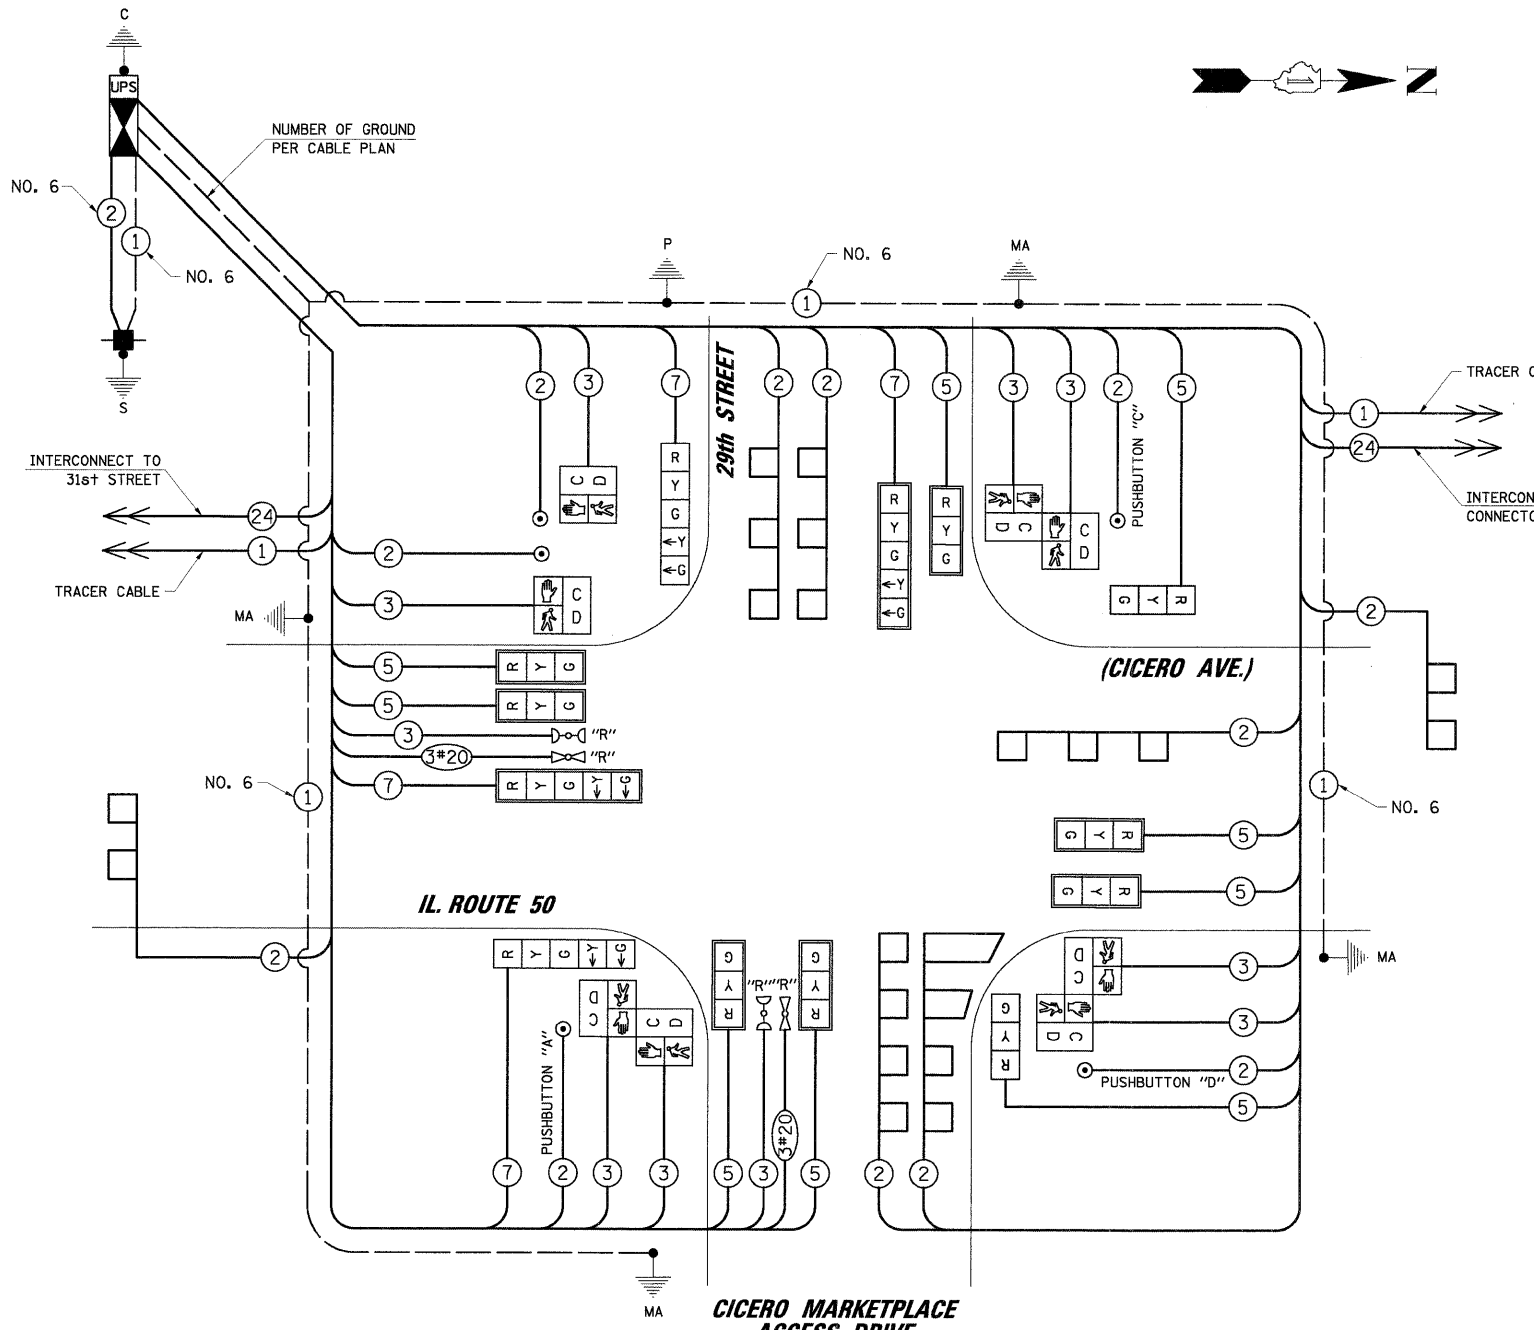 C
UPS
N
NUMBER OF GROUND
PER CABLE PLAN
NO. 6
2
1
NO. 6
S
P
NO. 6
1
MA
2
3
7
29th STREET
2
2
7
5
3
3
2
5
PUSHBUTTON "C"
TRACER C
1
24
INTERCON
CONNECTO
INTERCONNECT TO
31st STREET
24
1
TRACER CABLE
C D
R
Y
G
←Y
←G
R
Y
G
←Y
←G
R
Y
G
D C
C
D
R Y G
2
3
C
D
MA
2
5
R Y G
5
R Y G
3
"R"
3#20
"R"
7
R Y G ←Y ←G
(CICERO AVE.)
2
NO. 6
1
1
NO. 6
R Y G
5
R Y G
5
IL. ROUTE 50
2
R Y G ←Y ←G
D
C
C D
R
Y
G
"R"
"R"
R
Y
G
D
C
3
MA
C
D
3
R
Y
G
2
PUSHBUTTON "D"
5
PUSHBUTTON "A"
3#20
7
2
3
3
5
3
5
2
2
MA
CICERO MARKETPLACE
ACCESS DRIVE